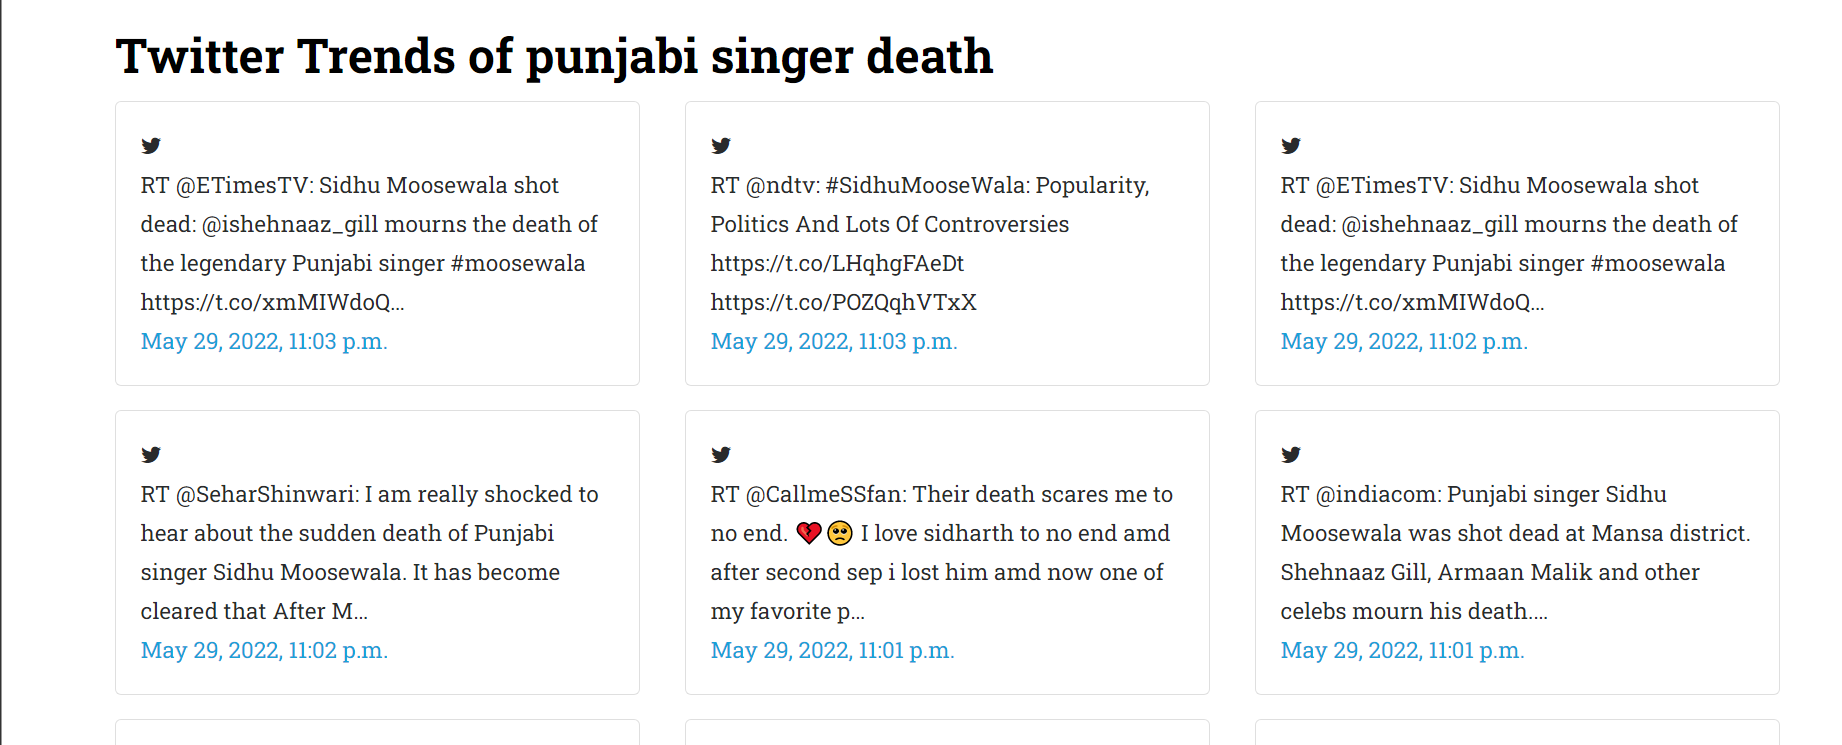 Twitter Trends of punjabi singer death
RT @ETimesTV: Sidhu Moosewala shot
dead: @ishehnaaz_gill mourns the death of
the legendary Punjabi singer #moosewala
https://t.co/xmMIWdoQ...
May 29, 2022, 11:03 p.m.
RT @ndtv: #SidhuMooseWala: Popularity,
Politics And Lots Of Controversies
https://t.co/LHqhgFAeDt
https://t.co/POZQqhVTxX
May 29, 2022, 11:03 p.m.
RT @ETimesTV: Sidhu Moosewala shot
dead: @ishehnaaz_gill mourns the death of
the legendary Punjabi singer #moosewala
https://t.co/xmMIWdoQ...
May 29, 2022, 11:02 p.m.
RT @SeharShinwari: I am really shocked to
hear about the sudden death of Punjabi
singer Sidhu Moosewala. It has become
cleared that After M...
May 29, 2022, 11:02 p.m.
RT @CallmeSSfan: Their death scares me to
no end. 💔🥺 I love sidharth to no end amd
after second sep i lost him amd now one of
my favorite p...
May 29, 2022, 11:01 p.m.
RT @indiacom: Punjabi singer Sidhu
Moosewala was shot dead at Mansa district.
Shehnaaz Gill, Armaan Malik and other
celebs mourn his death....
May 29, 2022, 11:01 p.m.